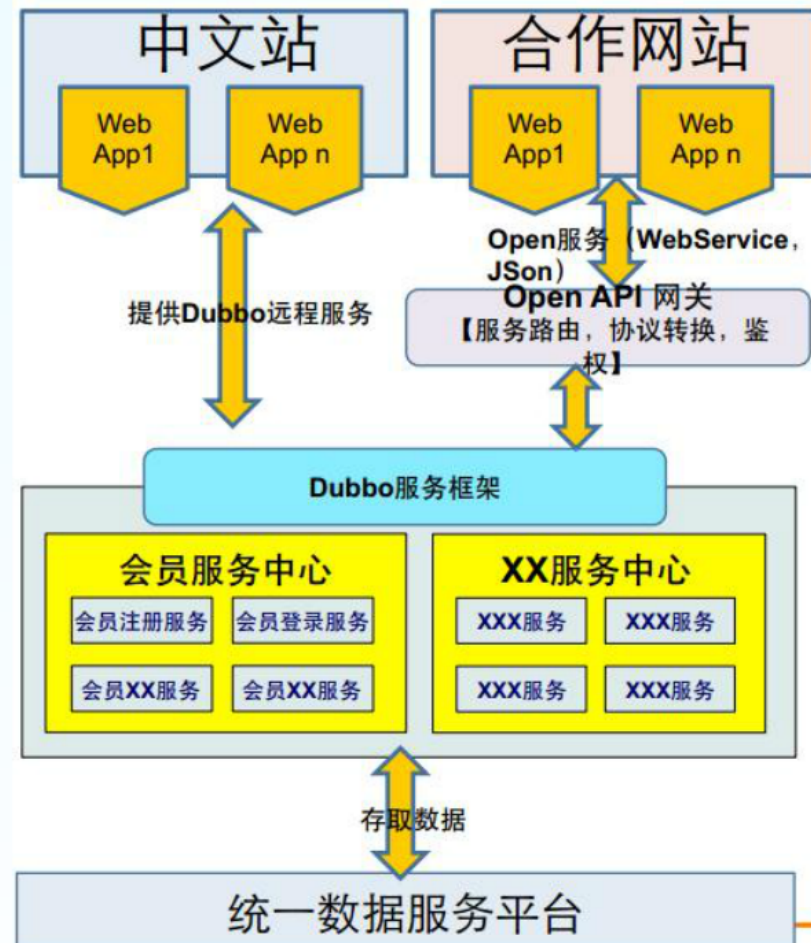 中文站
合作网站
Web
App1
Web
App n
Web
App1
Web
App n
Open服务（WebService，
JSon）
提供Dubbo远程服务
Open API 网关
【服务路由，协议转换，鉴
权】
Dubbo服务框架
会员服务中心
XX服务中心
会员注册服务
会员登录服务
XXX服务
XXX服务
会员XX服务
会员XX服务
XXX服务
XXX服务
存取数据
统一数据服务平台